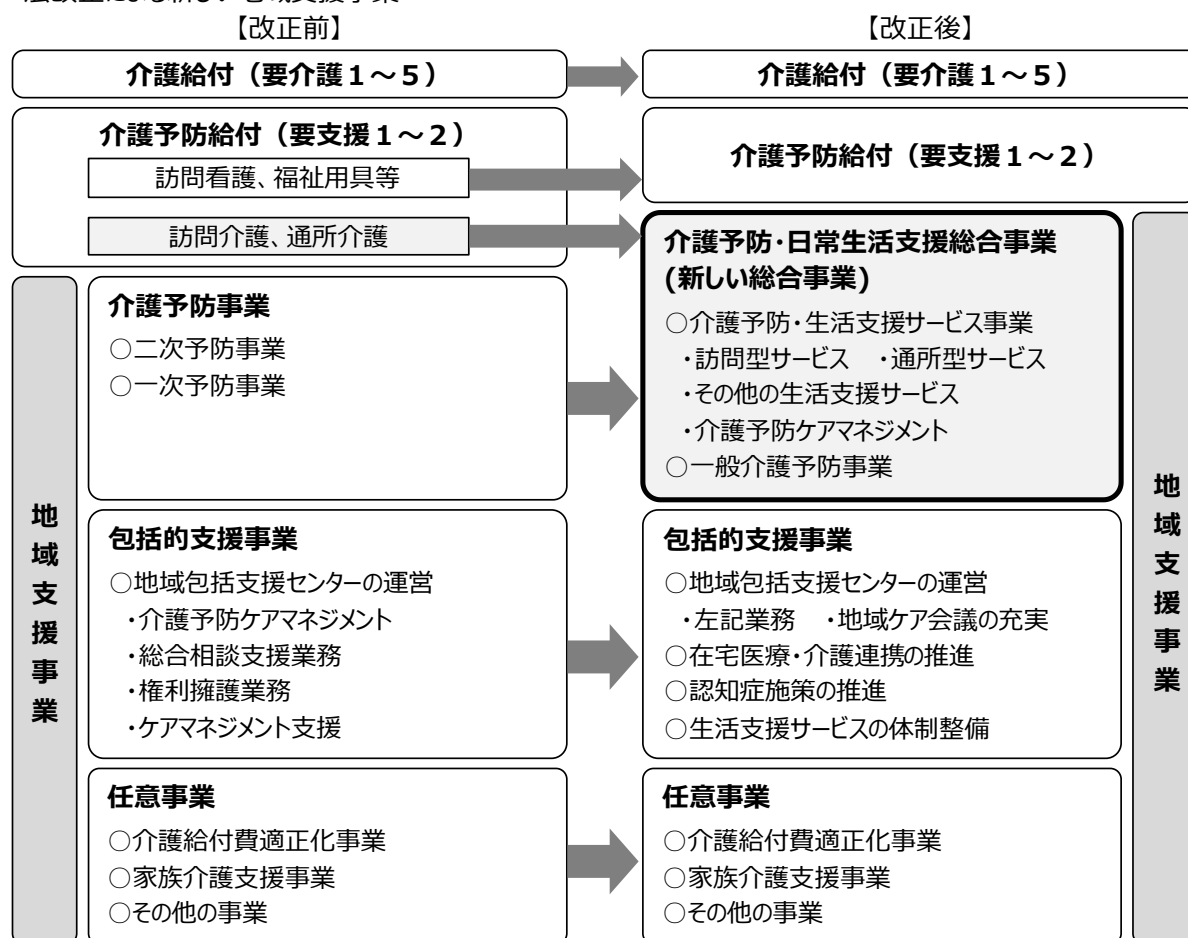 【改正前】
【改正後】
介護給付（要介護１～５）
介護給付（要介護１～５）
介護予防給付（要支援１～２）
訪問看護、福祉用具等
訪問介護、通所介護
介護予防給付（要支援１～２）
介護予防事業
○二次予防事業
○一次予防事業
介護予防・日常生活支援総合事業
(新しい総合事業)
○介護予防・生活支援サービス事業
・訪問型サービス　・通所型サービス
・その他の生活支援サービス
・介護予防ケアマネジメント
○一般介護予防事業
地域支援事業
包括的支援事業
○地域包括支援センターの運営
・介護予防ケアマネジメント
・総合相談支援業務
・権利擁護業務
・ケアマネジメント支援
包括的支援事業
○地域包括支援センターの運営
・左記業務　・地域ケア会議の充実
○在宅医療・介護連携の推進
○認知症施策の推進
○生活支援サービスの体制整備
地域支援事業
任意事業
○介護給付費適正化事業
○家族介護支援事業
○その他の事業
任意事業
○介護給付費適正化事業
○家族介護支援事業
○その他の事業